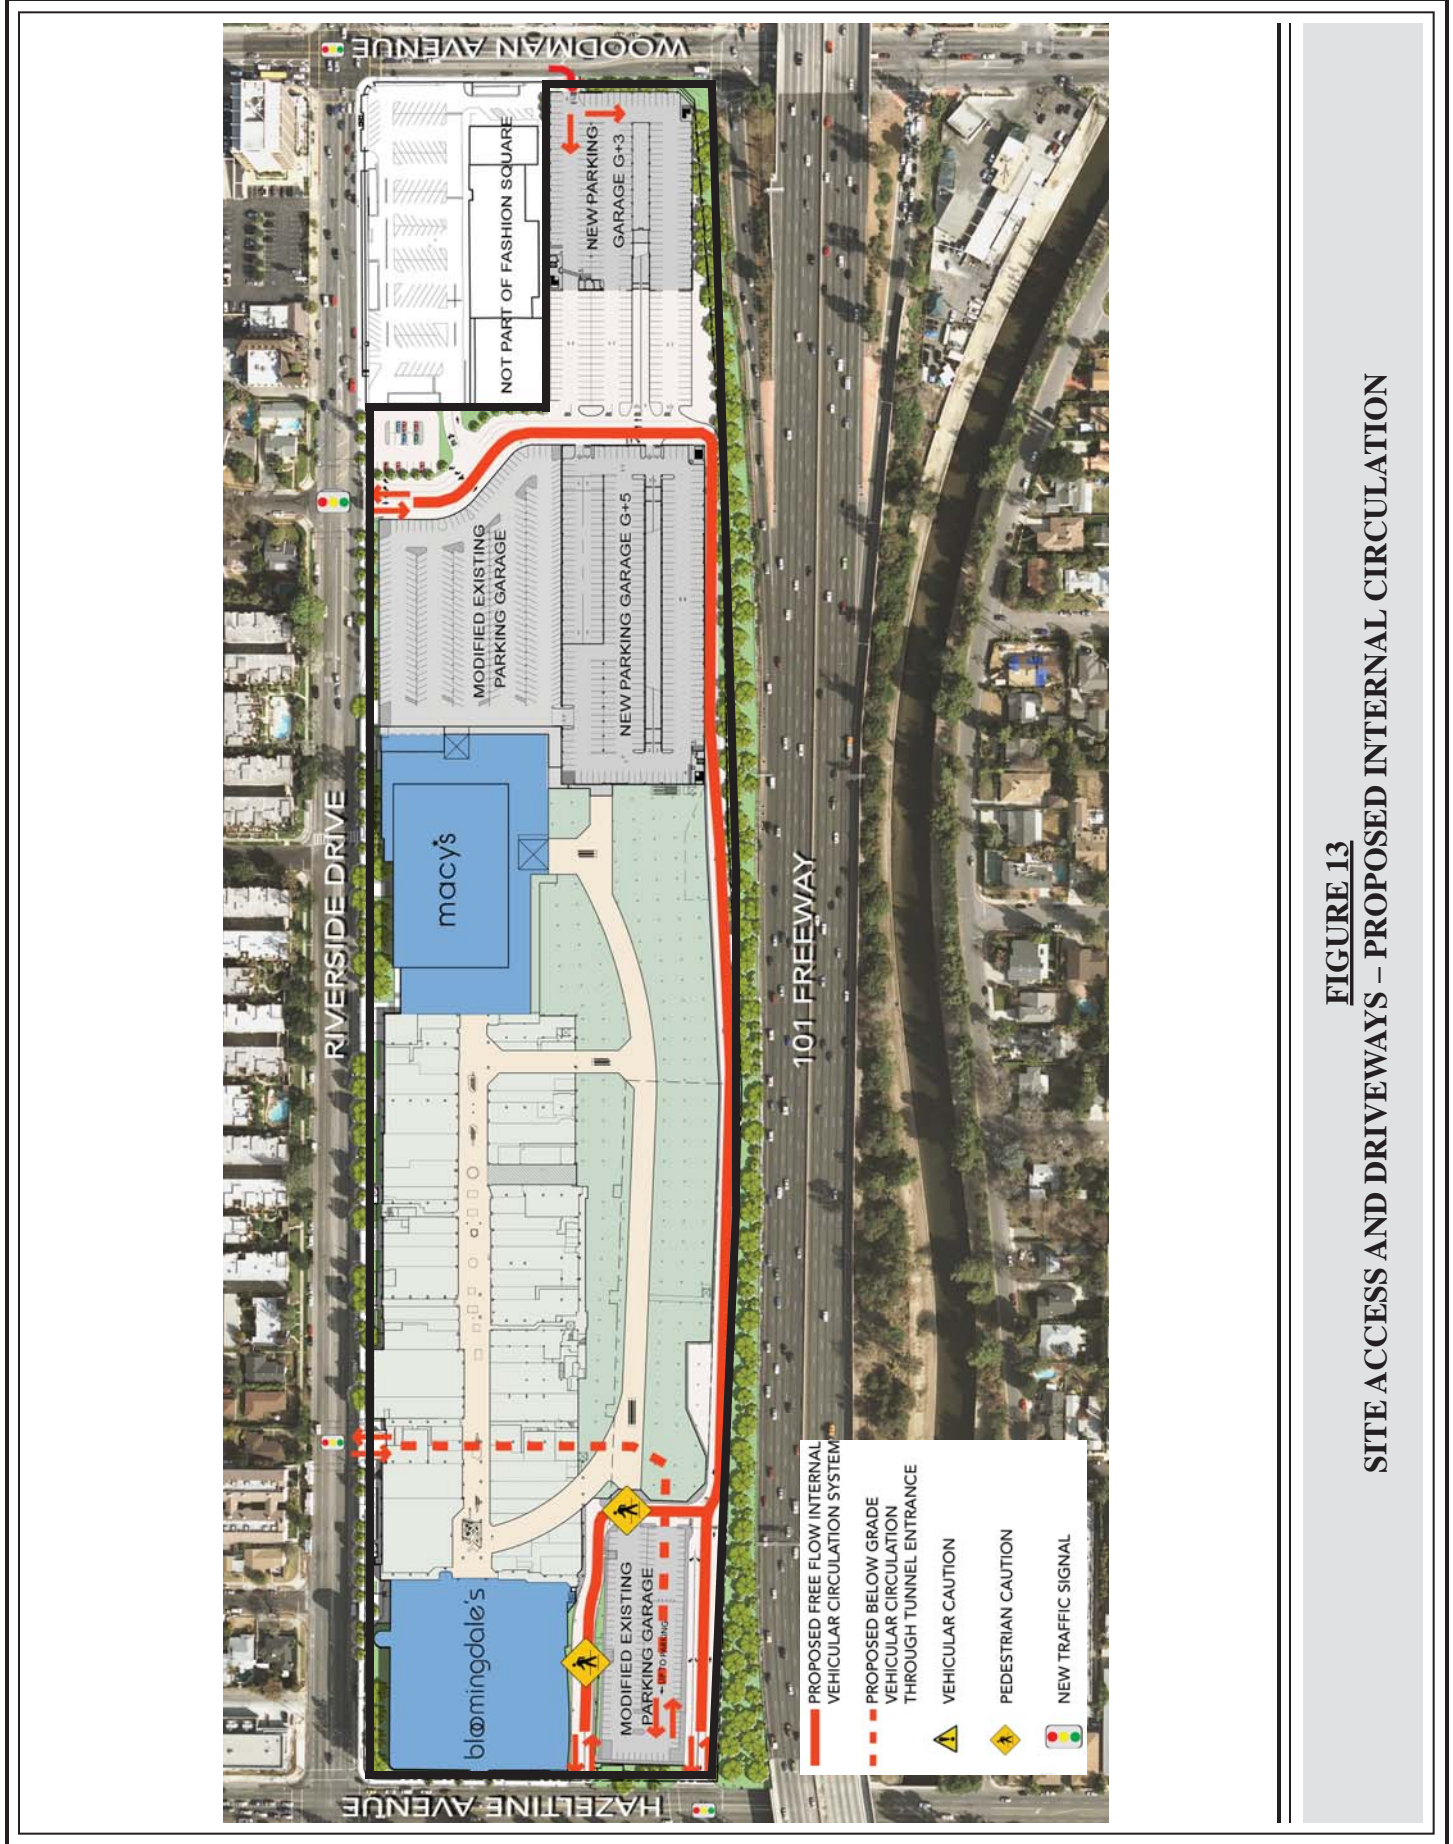 WOODMAN AVENUE
NOT PART OF FASHION SQUARE
NEW PARKING
GARAGE G+3
MODIFIED EXISTING
PARKING GARAGE
NEW PARKING GARAGE G+5
RIVERSIDE DRIVE
macy's
101 FREEWAY
bloomingdale's
MODIFIED EXISTING
PARKING GARAGE
UP TO PARKING
HAZELTINE AVENUE
PROPOSED FREE FLOW INTERNAL
VEHICULAR CIRCULATION SYSTEM
PROPOSED BELOW GRADE
VEHICULAR CIRCULATION
THROUGH TUNNEL ENTRANCE
VEHICULAR CAUTION
PEDESTRIAN CAUTION
NEW TRAFFIC SIGNAL
FIGURE 13
SITE ACCESS AND DRIVEWAYS – PROPOSED INTERNAL CIRCULATION